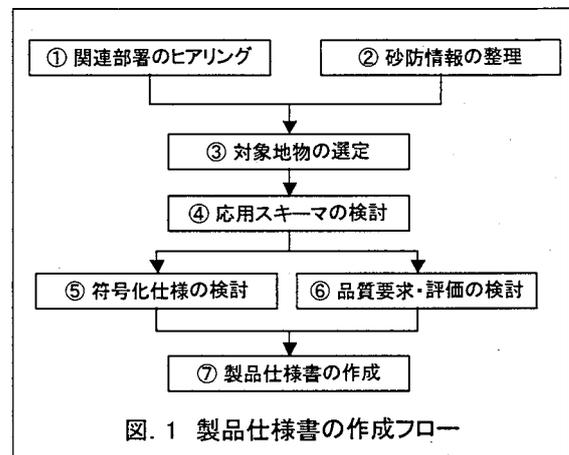 ① 関連部署のヒアリング
② 砂防情報の整理
③ 対象地物の選定
④ 応用スキーマの検討
⑤ 符号化仕様の検討
⑥ 品質要求・評価の検討
⑦ 製品仕様書の作成
図. 1 製品仕様書の作成フロー